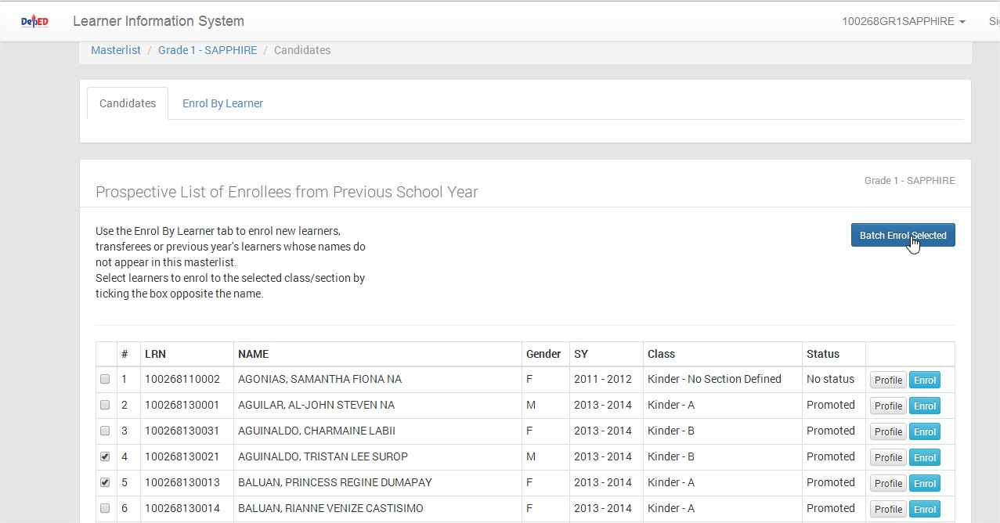 DepED Learner Information System 100268GR1SAPPHIRE
Masterlist / Grade 1 - SAPPHIRE / Candidates
Candidates Enrol By Learner
Grade 1 - SAPPHIRE
Prospective List of Enrollees from Previous School Year
Use the Enrol By Learner tab to enrol new learners,
transferees or previous year's learners whose names do
not appear in this masterlist.
Select learners to enrol to the selected class/section by
ticking the box opposite the name.
Batch Enrol Selected
# LRN NAME Gender SY Class Status
1 100268110002 AGONIAS, SAMANTHA FIONA NA F 2011 - 2012 Kinder - No Section Defined No status Profile Enrol
2 100268130001 AGUILAR, AL-JOHN STEVEN NA M 2013 - 2014 Kinder - A Promoted Profile Enrol
3 100268130031 AGUINALDO, CHARMAINE LABII F 2013 - 2014 Kinder - B Promoted Profile Enrol
4 100268130021 AGUINALDO, TRISTAN LEE SUROP M 2013 - 2014 Kinder - B Promoted Profile Enrol
5 100268130013 BALUAN, PRINCESS REGINE DUMAPAY F 2013 - 2014 Kinder - A Promoted Profile Enrol
6 100268130014 BALUAN, RIANNE VENIZE CASTISIMO F 2013 - 2014 Kinder - A Promoted Profile Enrol